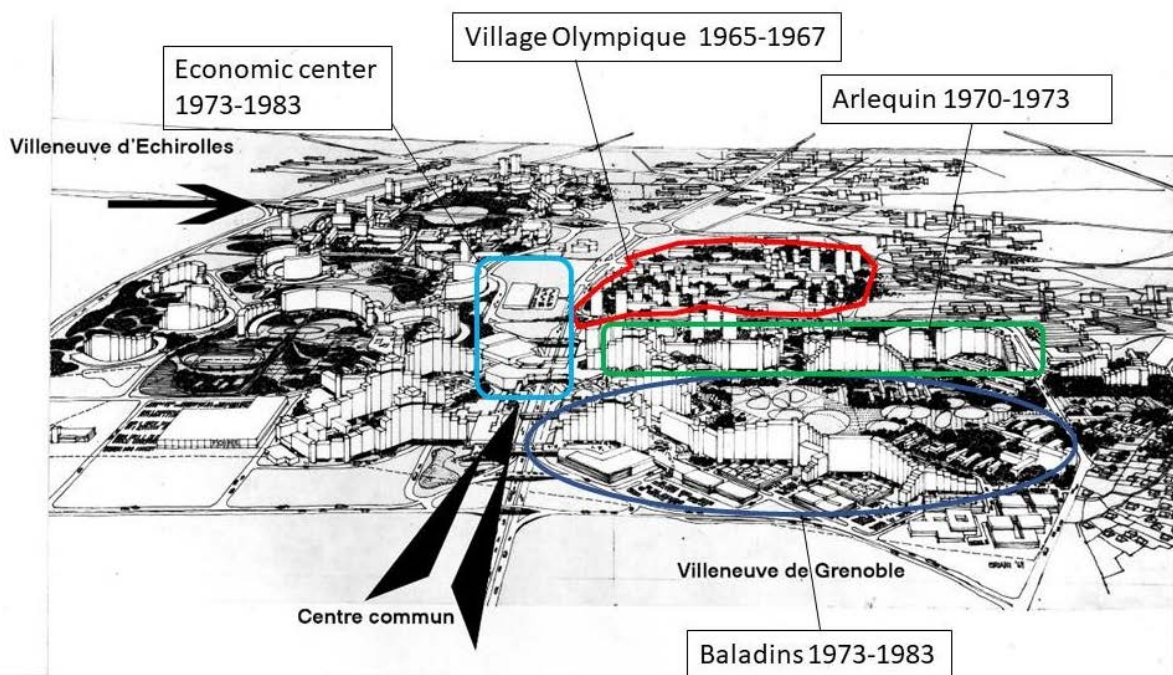 Village Olympique 1965-1967
Economic center
1973-1983
Arlequin 1970-1973
Villeneuve d'Echirolles
Villeneuve de Grenoble
Centre commun
Baladins 1973-1983